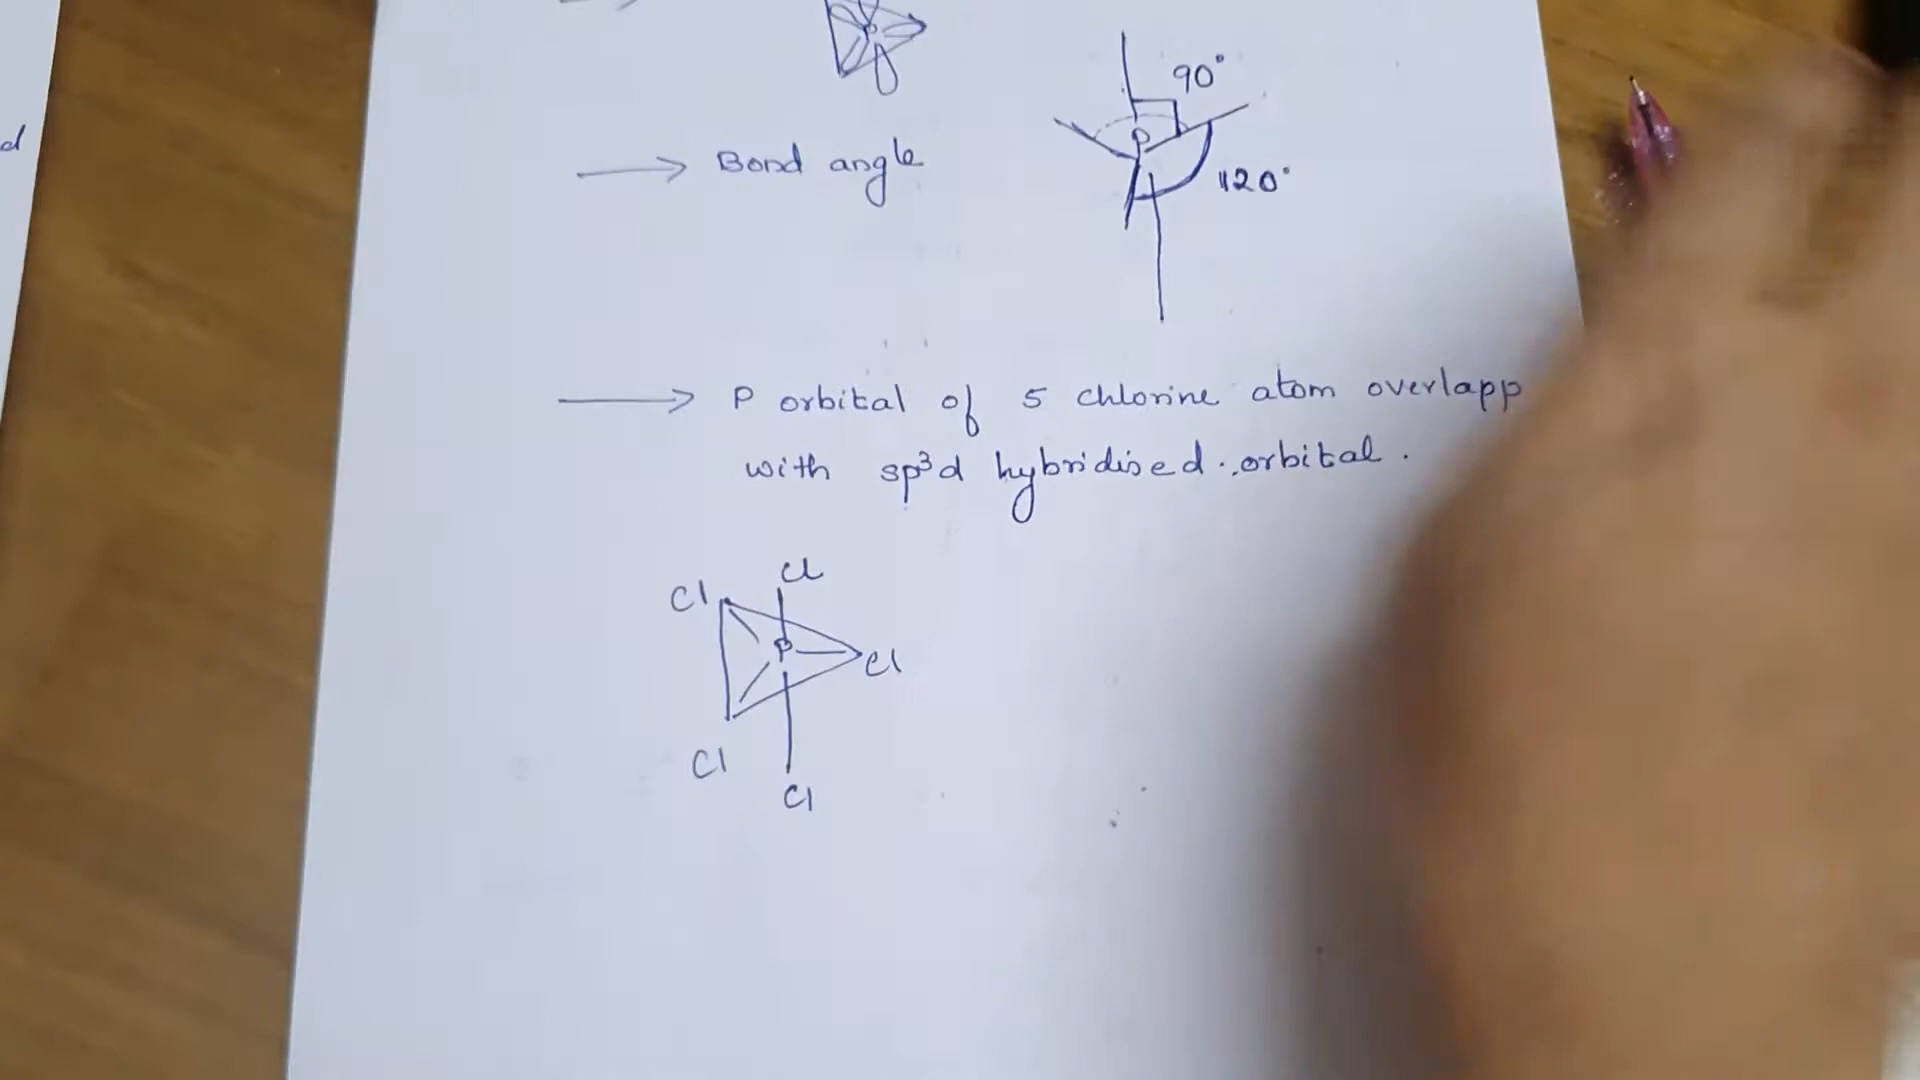 d
P
90°
Bond angle
P
120°
P orbital of 5 chlorine atom overlapp
with sp³d hybridised orbital.
Cl
Cl
P
Cl
Cl
Cl